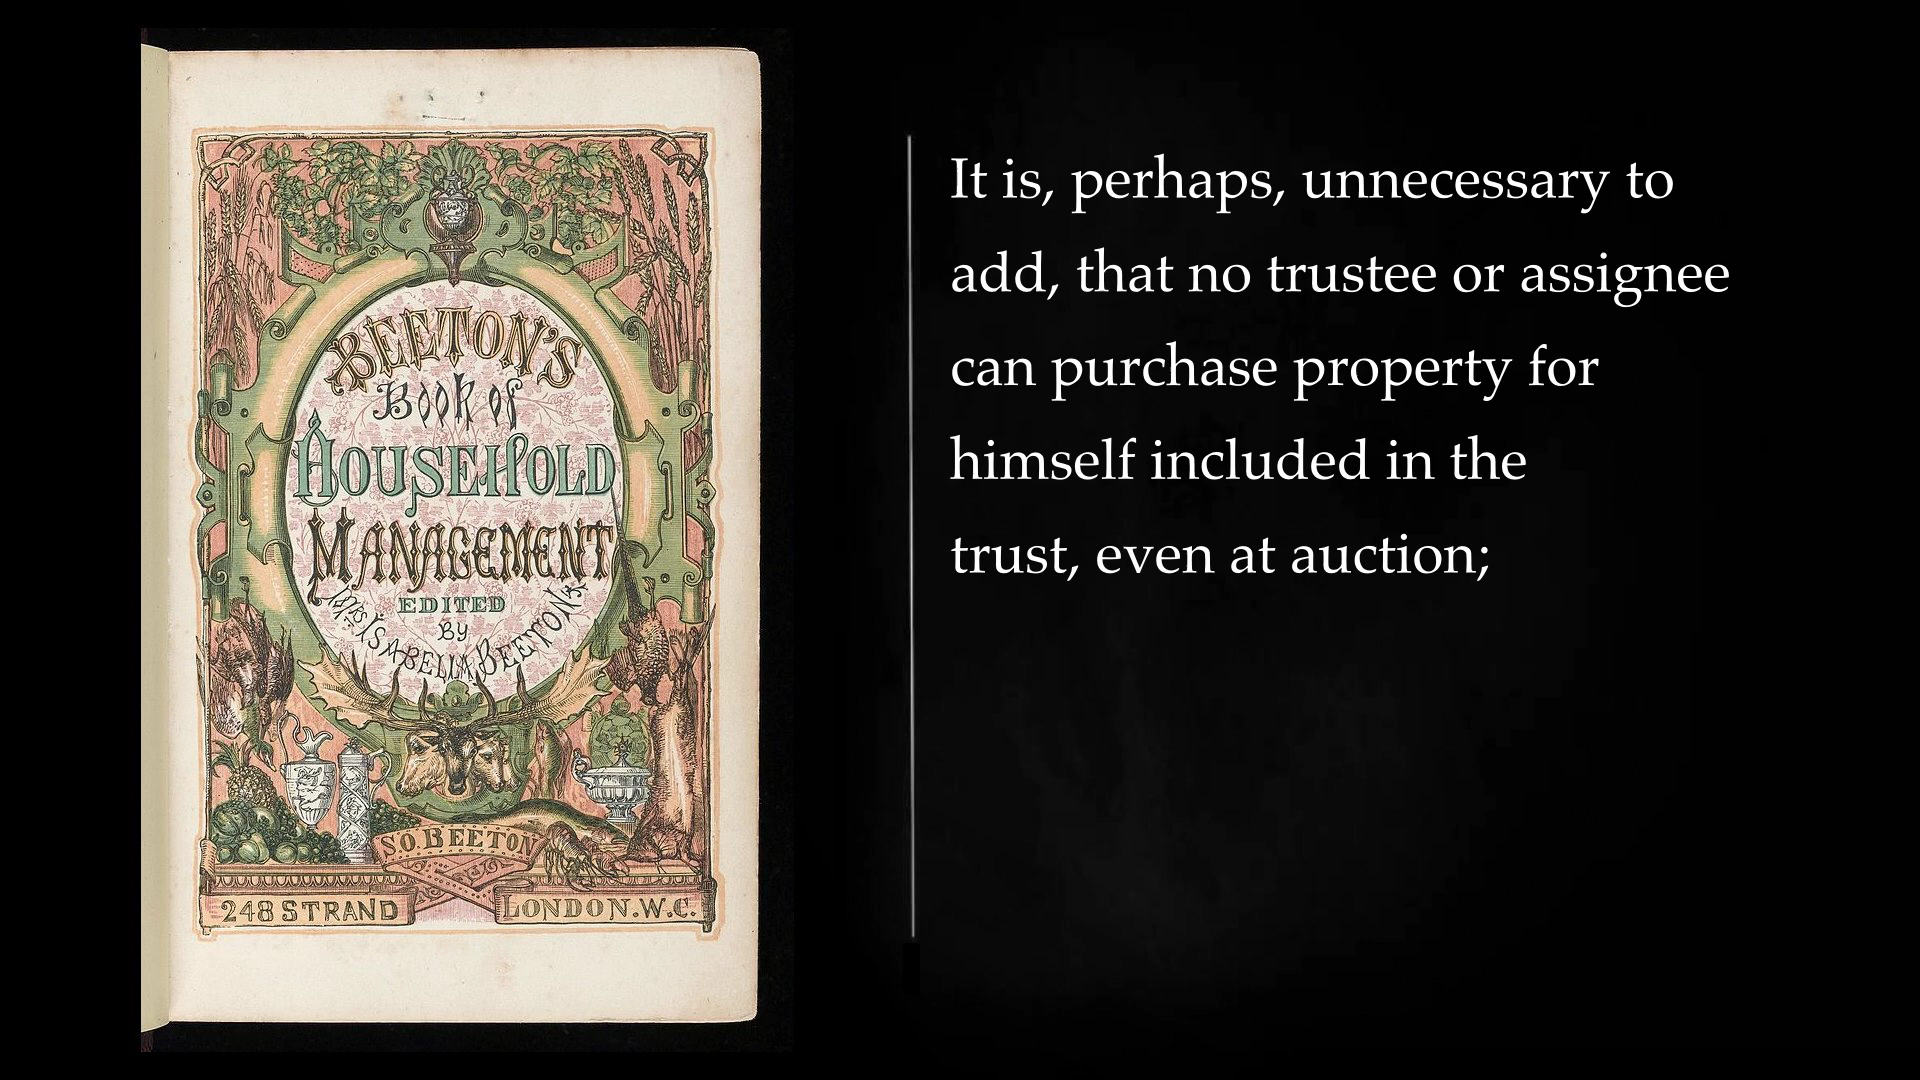 BEETON'S
BOOK OF
HOUSEHOLD
MANAGEMENT
EDITED
BY
MRS ISABELLA BEETON
S.O. BEETON
248 STRAND
LONDON. W.C.
It is, perhaps, unnecessary to
add, that no trustee or assignee
can purchase property for
himself included in the
trust, even at auction;